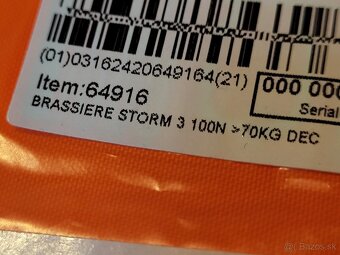 (01)03162420649164(21)
000 000
Item:64916
Serial
BRASSIERE STORM 3 100N >70KG DEC
Bazos.sk